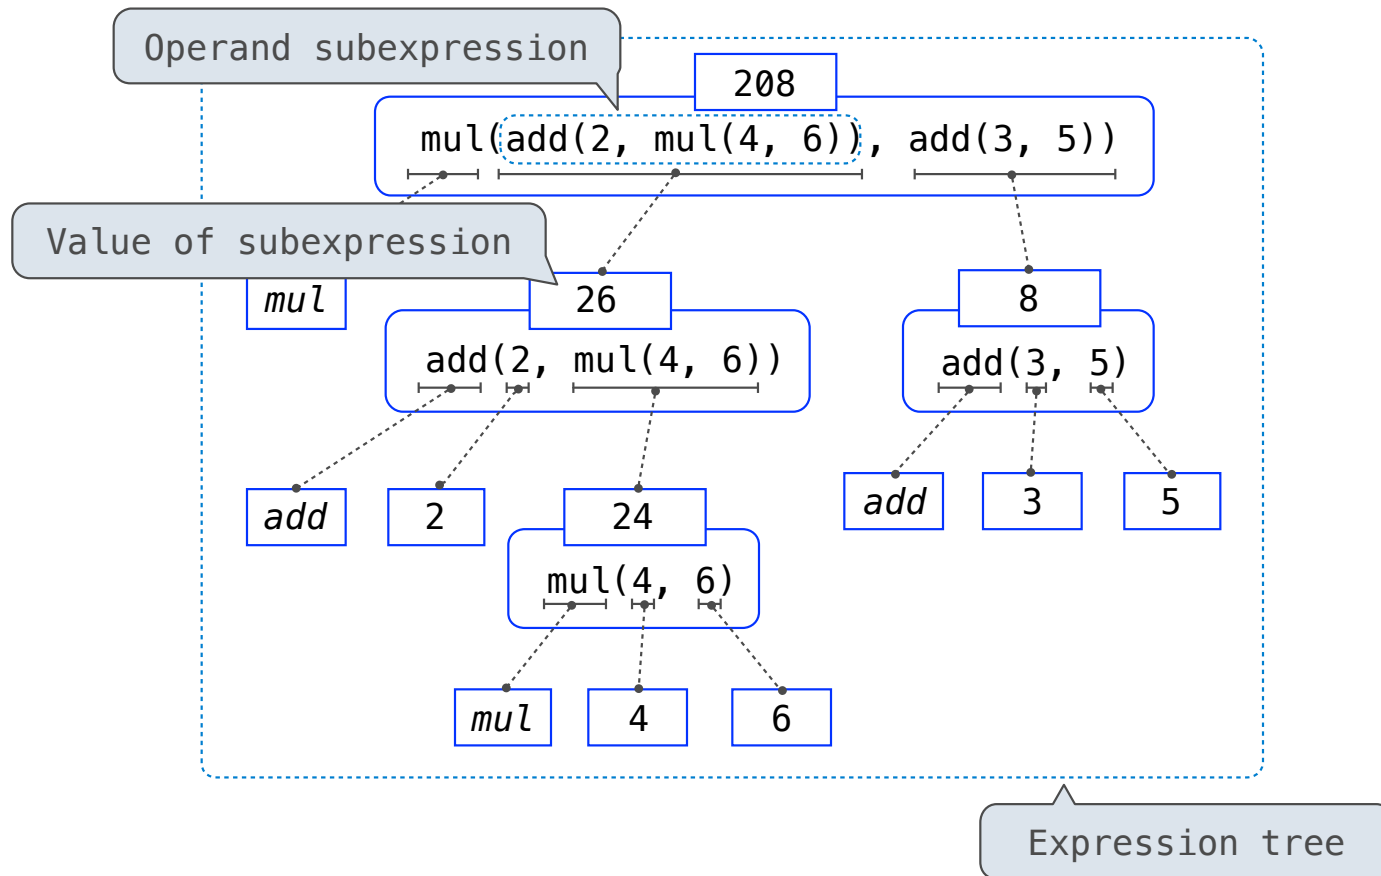 Operand subexpression
208
mul(add(2, mul(4, 6)), add(3, 5))
Value of subexpression
mul
26
8
add(2, mul(4, 6))
add(3, 5)
add
2
24
add
3
5
mul(4, 6)
mul
4
6
Expression tree